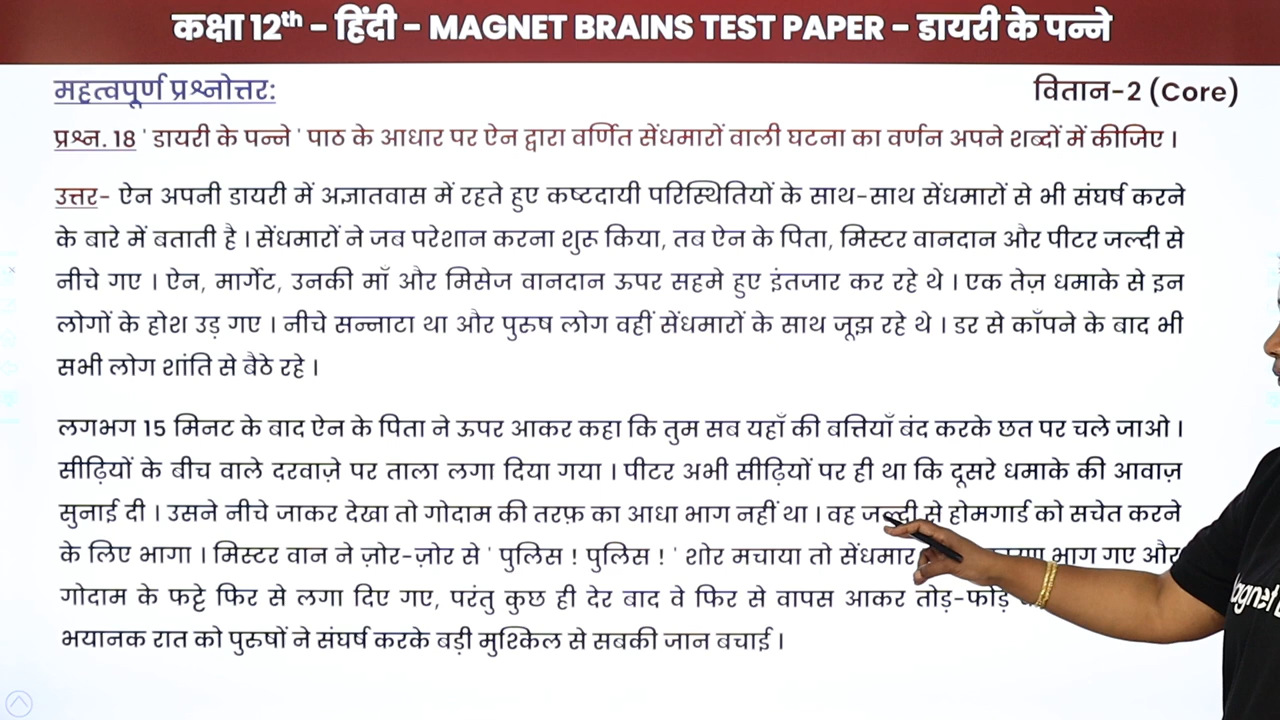 कक्षा 12th - हिंदी - MAGNET BRAINS TEST PAPER - डायरी के पन्ने
महत्वपूर्ण प्रश्नोत्तर:
वितान-2 (Core)
प्रश्न. 18 ' डायरी के पन्ने ' पाठ के आधार पर ऐन द्वारा वर्णित सेंधमारों वाली घटना का वर्णन अपने शब्दों में कीजिए ।
उत्तर- ऐन अपनी डायरी में अज्ञातवास में रहते हुए कष्टदायी परिस्थितियों के साथ-साथ सेंधमारों से भी संघर्ष करने
के बारे में बताती है । सेंधमारों ने जब परेशान करना शुरू किया, तब ऐन के पिता, मिस्टर वानदान और पीटर जल्दी से
नीचे गए । ऐन, मार्गेट, उनकी माँ और मिसेज वानदान ऊपर सहमे हुए इंतजार कर रहे थे । एक तेज़ धमाके से इन
लोगों के होश उड़ गए । नीचे सन्नाटा था और पुरुष लोग वहीं सेंधमारों के साथ जूझ रहे थे । डर से काँपने के बाद भी
सभी लोग शांति से बैठे रहे ।
लगभग 15 मिनट के बाद ऐन के पिता ने ऊपर आकर कहा कि तुम सब यहाँ की बत्तियाँ बंद करके छत पर चले जाओ ।
सीढ़ियों के बीच वाले दरवाज़े पर ताला लगा दिया गया । पीटर अभी सीढ़ियों पर ही था कि दूसरे धमाके की आवाज़
सुनाई दी । उसने नीचे जाकर देखा तो गोदाम की तरफ़ का आधा भाग नहीं था । वह जल्दी से होमगार्ड को सचेत करने
के लिए भागा । मिस्टर वान ने ज़ोर-ज़ोर से ' पुलिस ! पुलिस ! ' शोर मचाया तो सेंधमार भाग गए और
गोदाम के फट्टे फिर से लगा दिए गए, परंतु कुछ ही देर बाद वे फिर से वापस आकर तोड़-फोड़
भयानक रात को पुरुषों ने संघर्ष करके बड़ी मुश्किल से सबकी जान बचाई ।